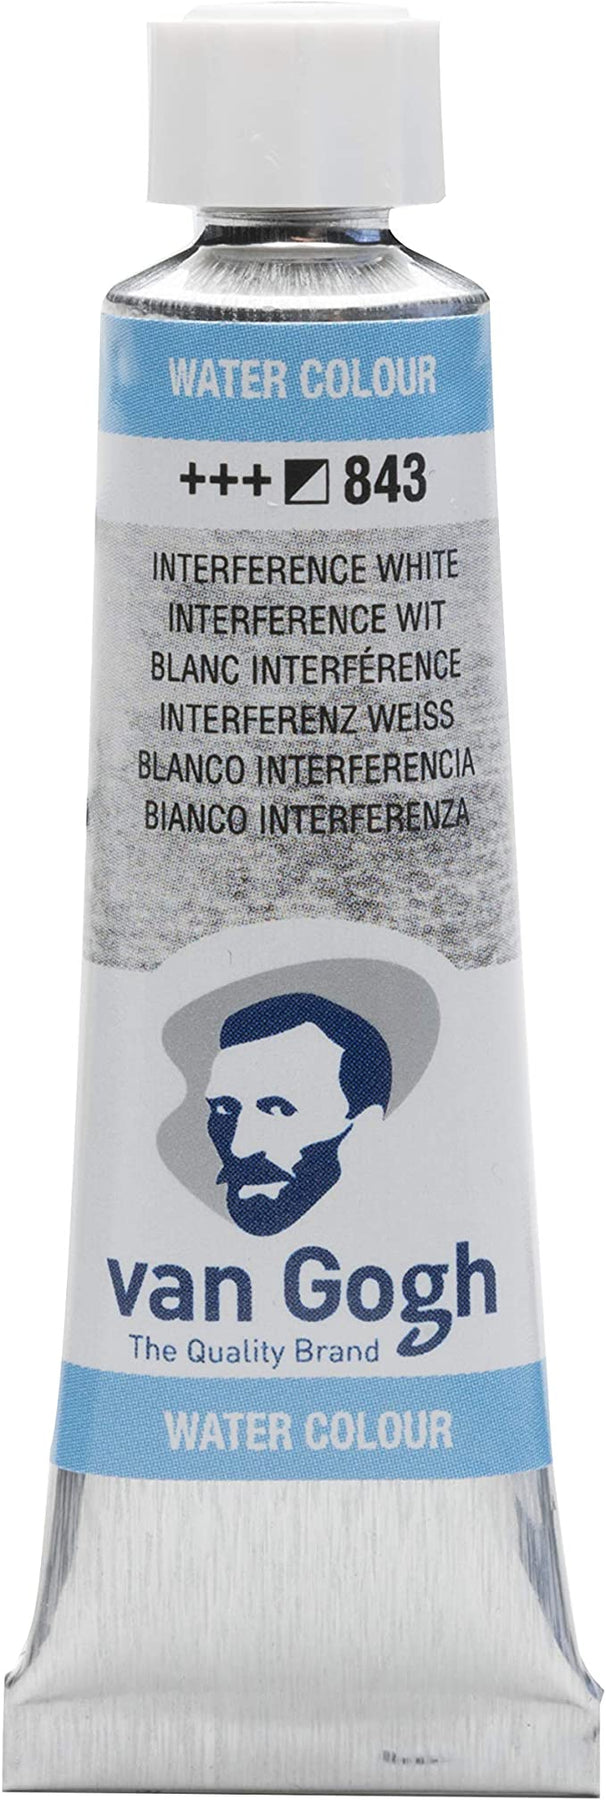 WATER COLOUR
+++ 843
INTERFERENCE WHITE
INTERFERENCE WIT
BLANC INTERFÉRENCE
INTERFERENZ WEISS
BLANCO INTERFERENCIA
BIANCO INTERFERENZA
van Gogh
The Quality Brand
WATER COLOUR